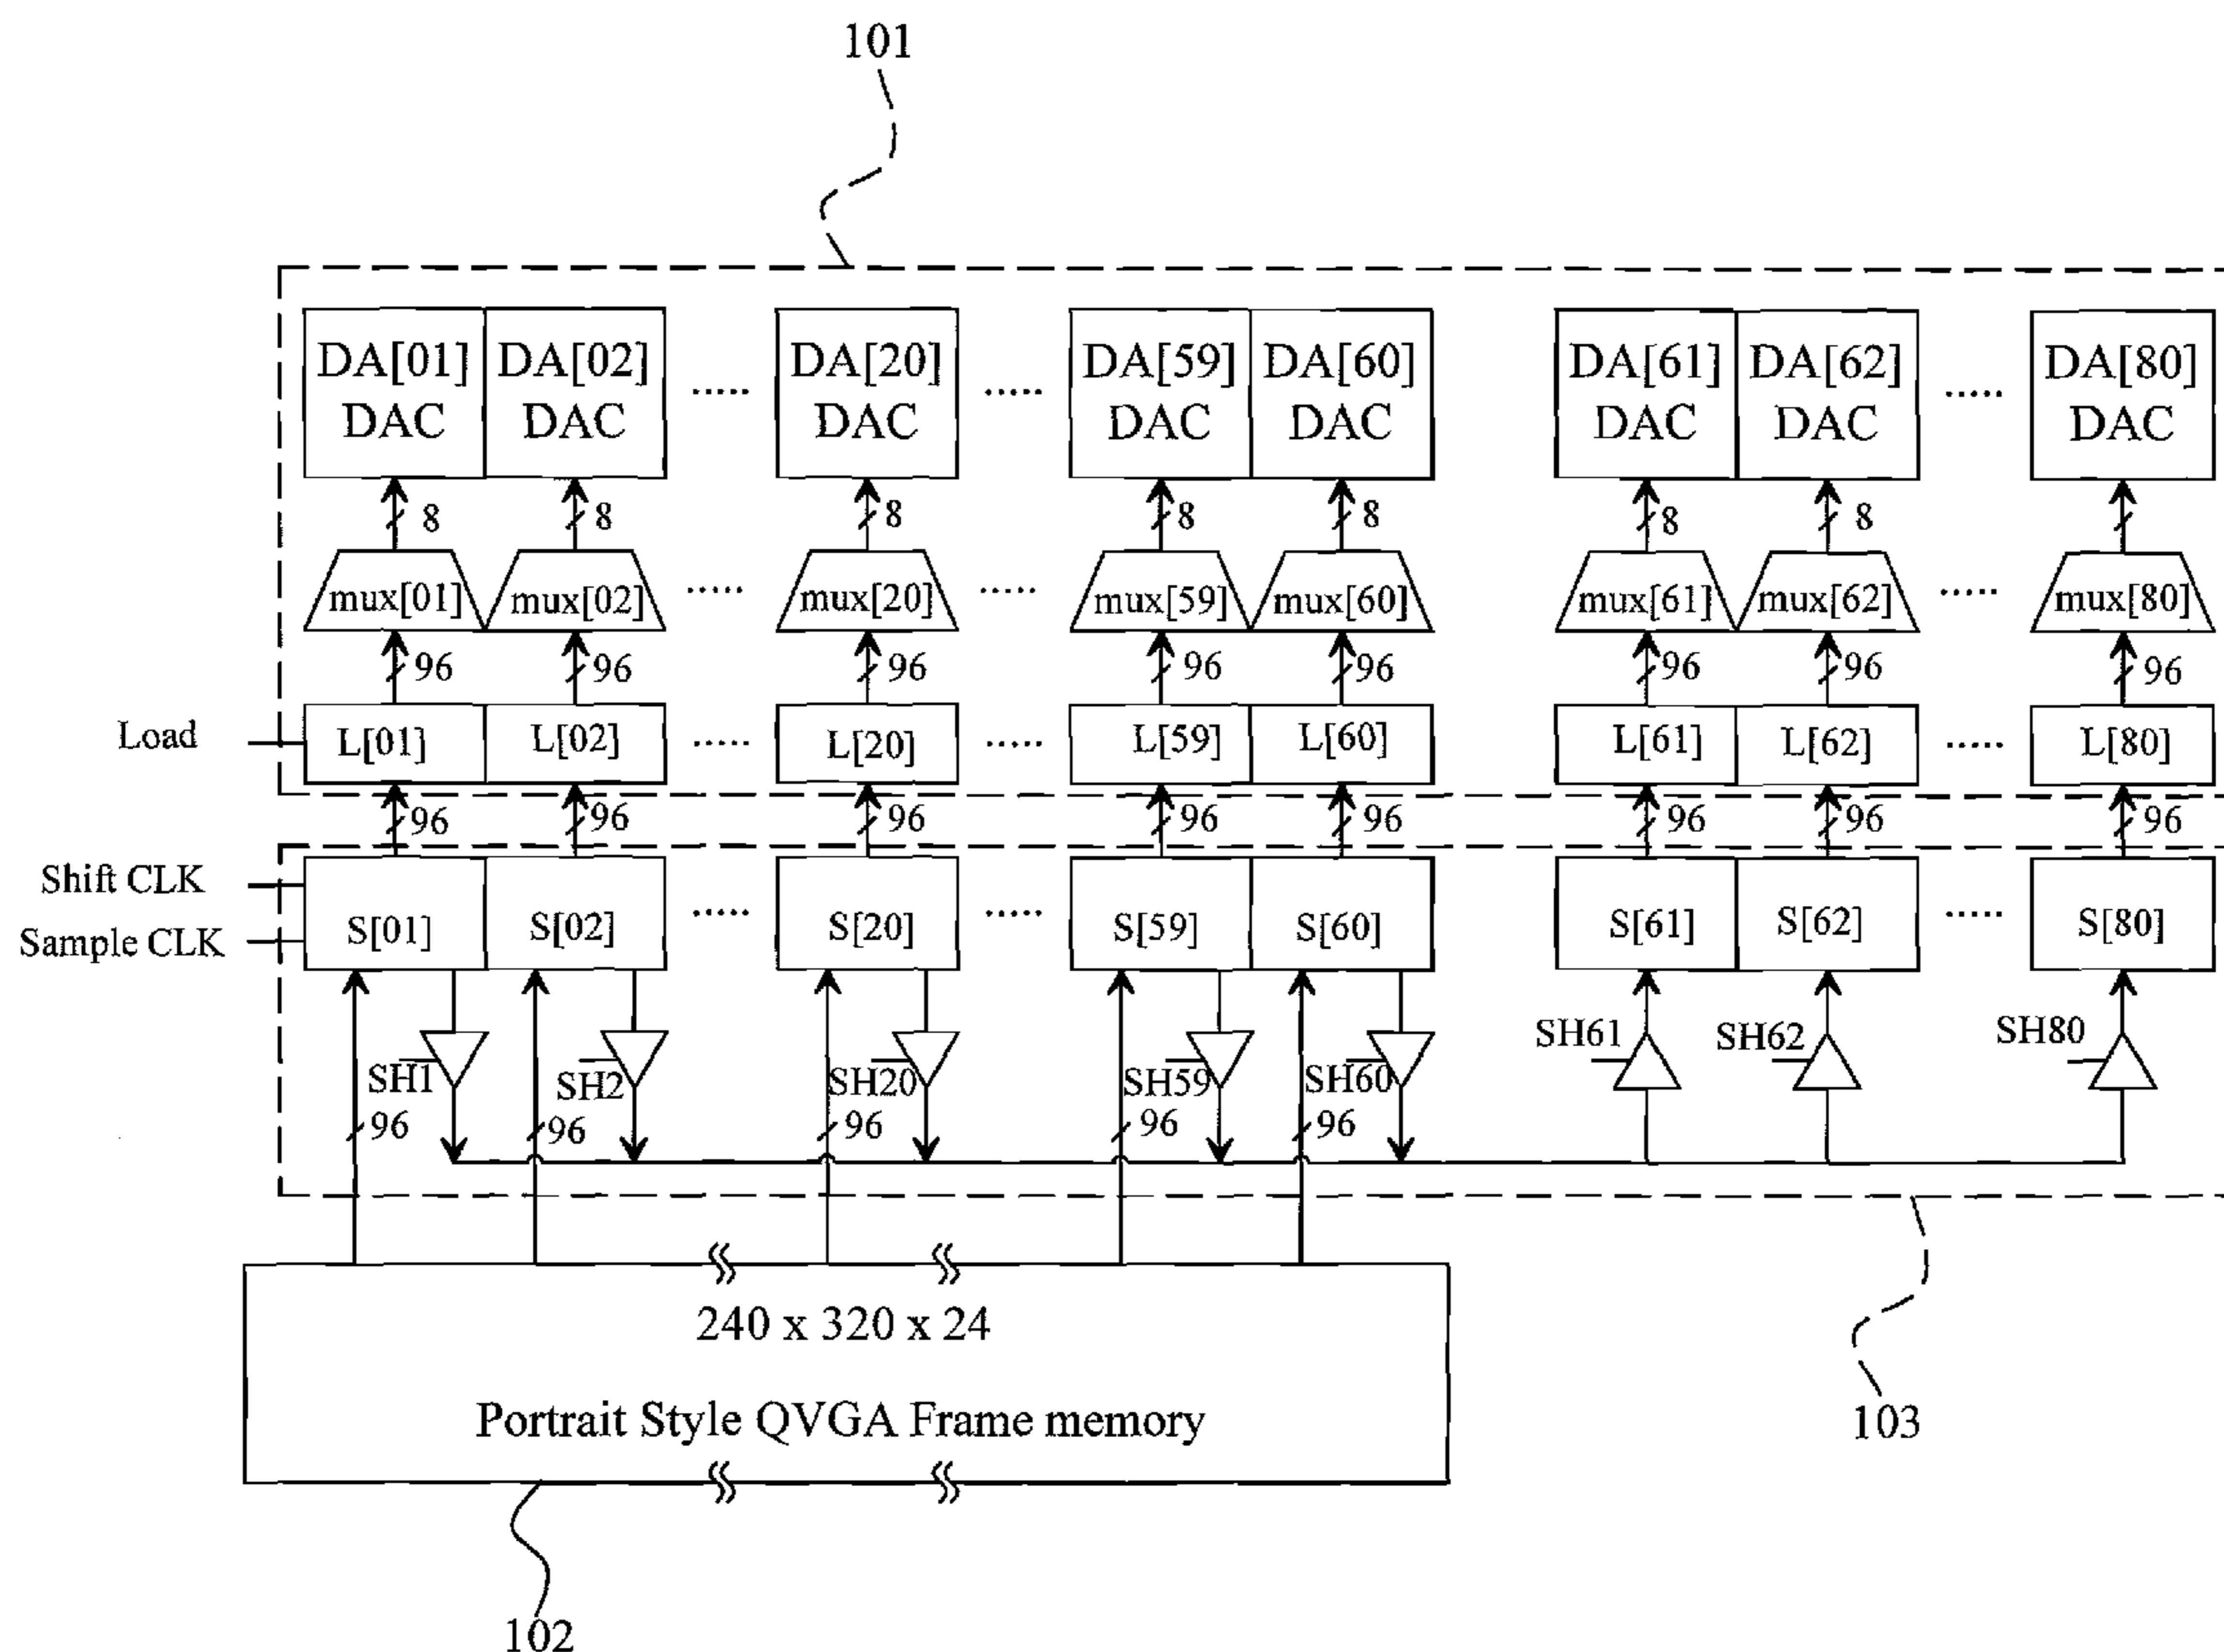 101
DA[01] DA[02] ..... DA[20] ..... DA[59] DA[60] DA[61] DA[62] ..... DA[80]
DAC DAC DAC DAC DAC DAC DAC DAC
8 8 8 8 8 8 8
mux[01] mux[02] ..... mux[20] ..... mux[59] mux[60] mux[61] mux[62] ..... mux[80]
96 96 96 96 96 96 96 96
Load L[01] L[02] ..... L[20] ..... L[59] L[60] L[61] L[62] ..... L[80]
96 96 96 96 96 96 96 96
Shift CLK
Sample CLK S[01] S[02] ..... S[20] ..... S[59] S[60] S[61] S[62] ..... S[80]
SH1 SH2 SH20 SH59 SH60 SH61 SH62 SH80
96 96 96 96 96
240 x 320 x 24
Portrait Style QVGA Frame memory
103
102